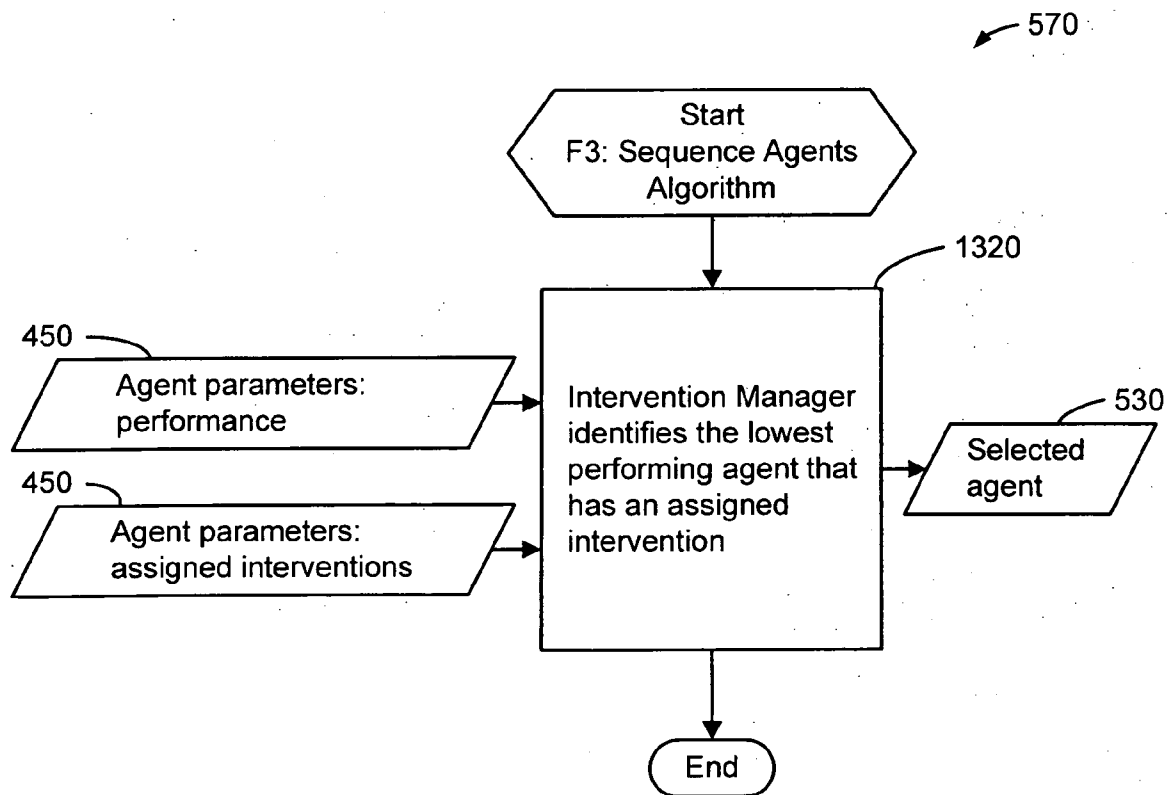 570
Start
F3: Sequence Agents
Algorithm
1320
450
Agent parameters:
performance
450
Agent parameters:
assigned interventions
Intervention Manager
identifies the lowest
performing agent that
has an assigned
intervention
530
Selected
agent
End